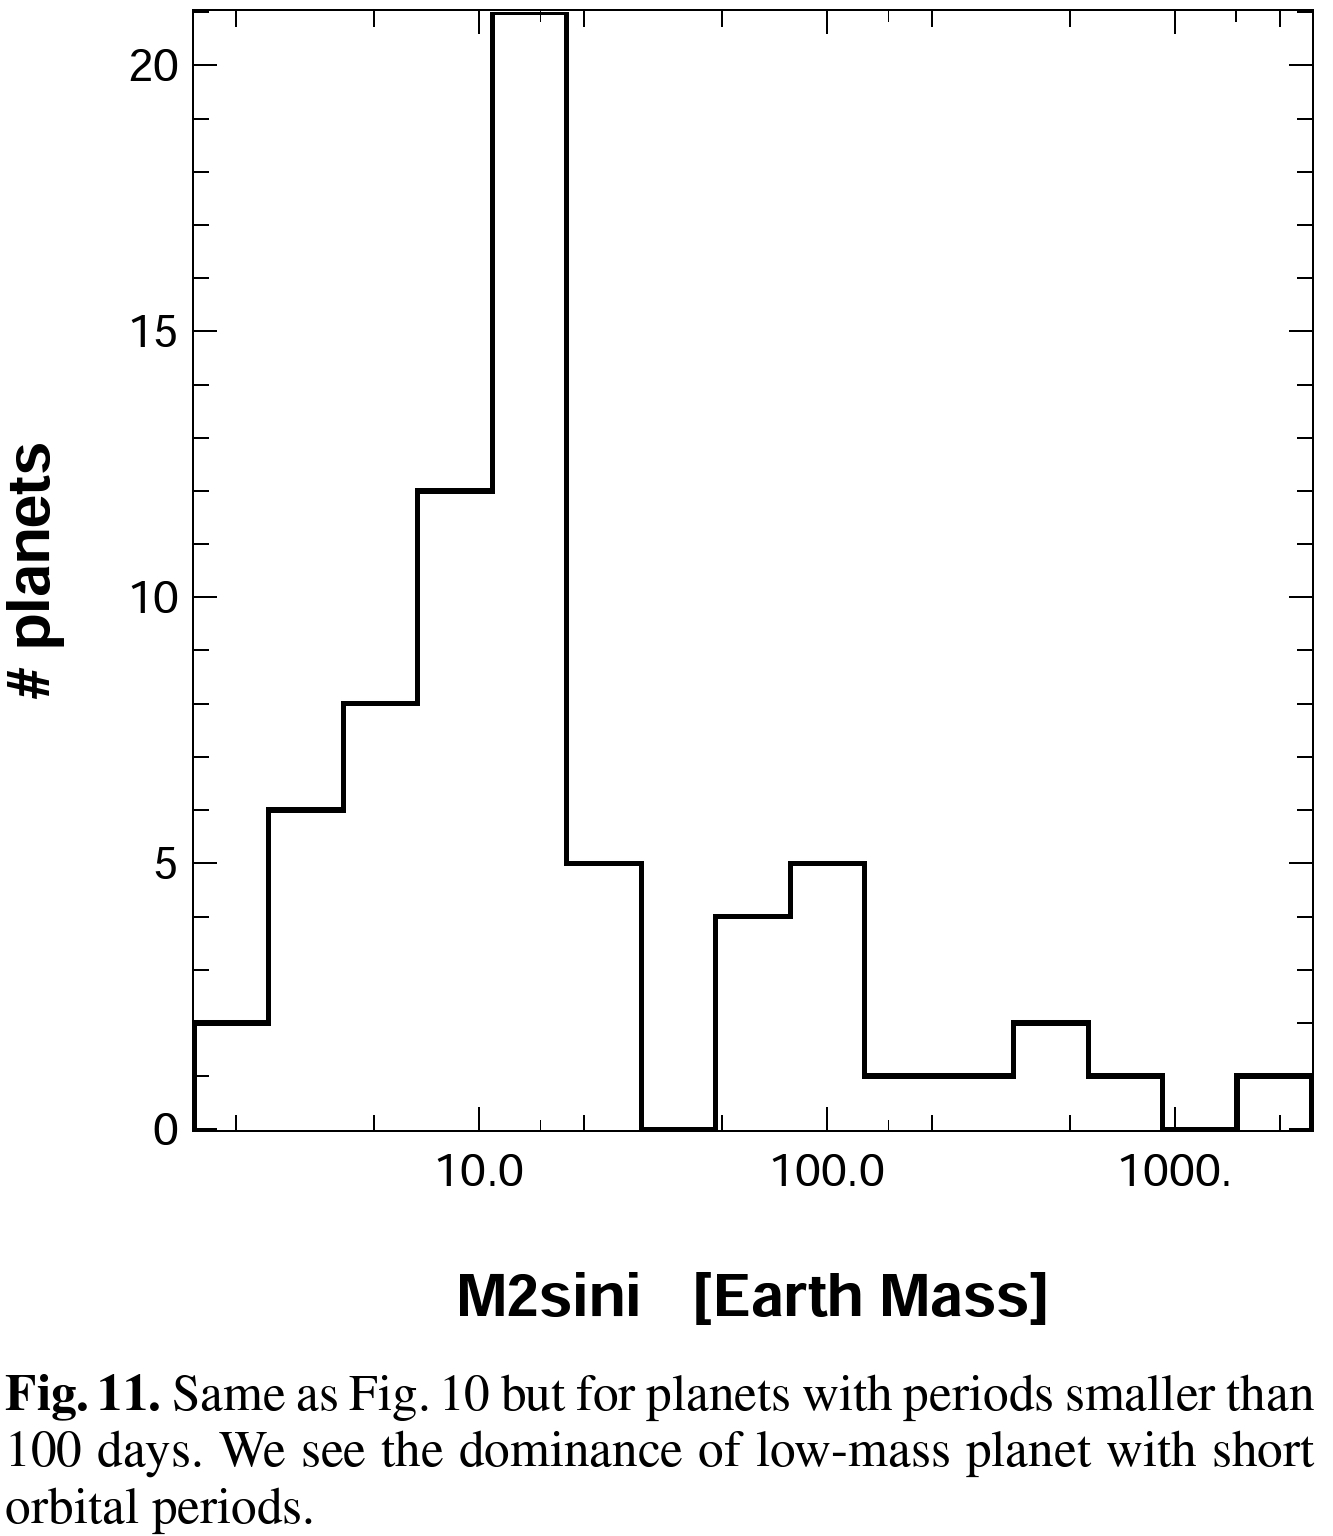 20
15
10
5
0
# planets
10.0 100.0 1000.
M2sini [Earth Mass]
Fig. 11. Same as Fig. 10 but for planets with periods smaller than
100 days. We see the dominance of low-mass planet with short
orbital periods.